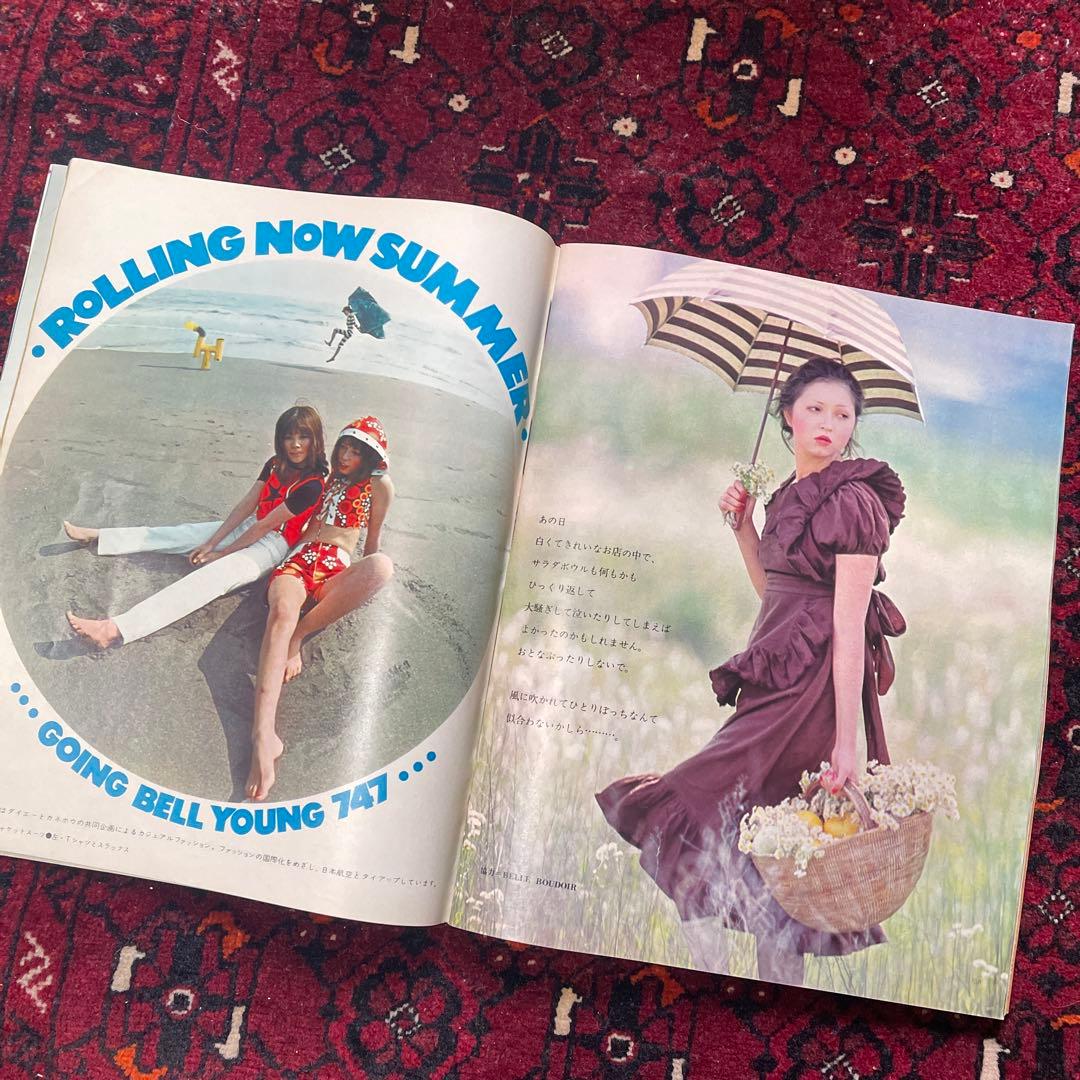 ・ROLLING NOW SUMMER・
・・・GOING BELL YOUNG 747・・・
はダイエーとカネボウの共同企画によるカジュアルファッション。ファッションの国際化をめざし、日本航空とタイアップしています。
ャケットスーツ●左・Tシャツとスラックス
あの日
白くてきれいなお店の中で、
サラダボウルも何もかも
ひっくり返して
大騒ぎして泣いたりしてしまえば
よかったのかもしれません。
おとなぶったりしないで。
風に吹かれてひとりぼっちなんて
似合わないかしら………。
協力=BELIE BOUDOIR